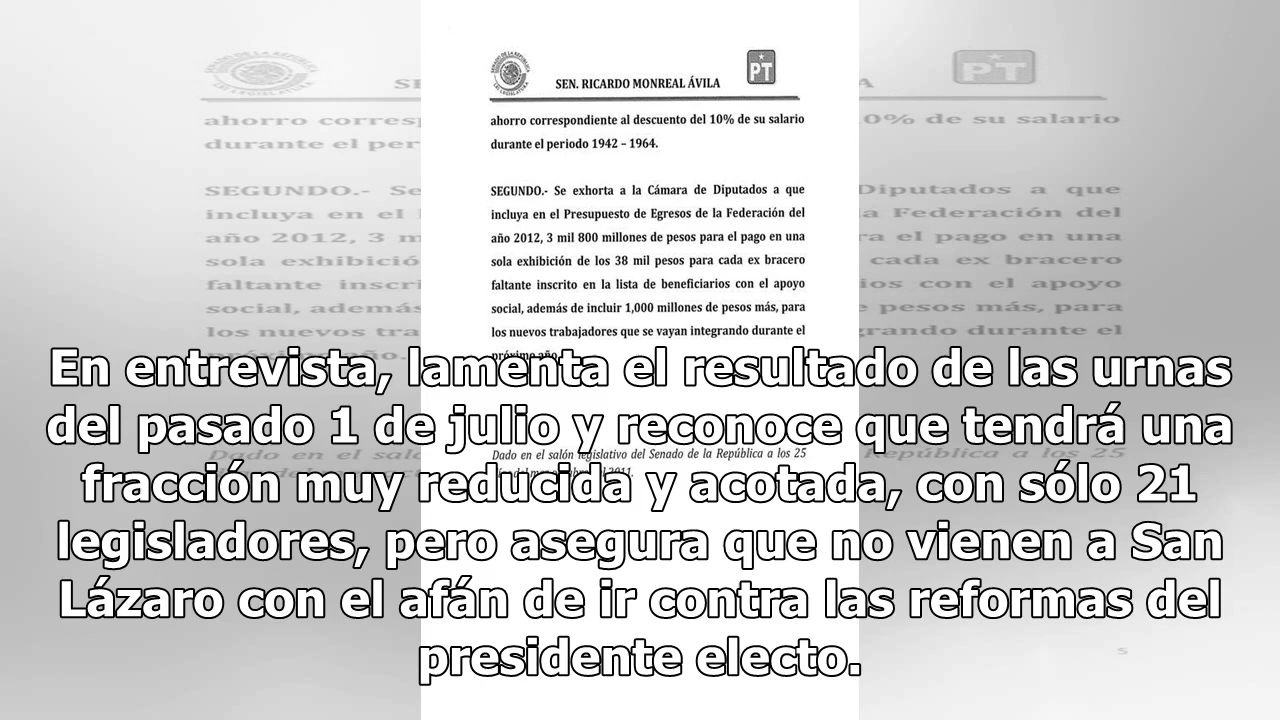 SEN. RICARDO MONREAL ÁVILA
PT
ahorro correspondiente al descuento del 10% de su salario
durante el periodo 1942 – 1964.
SEGUNDO.- Se exhorta a la Cámara de Diputados a que
incluya en el Presupuesto de Egresos de la Federación del
año 2012, 3 mil 800 millones de pesos para el pago en una
sola exhibición de los 38 mil pesos para cada ex bracero
faltante inscrito en la lista de beneficiarios con el apoyo
social, además de incluir 1,000 millones de pesos más, para
los nuevos trabajadores que se vayan integrando durante el
próximo año.
Dado en el salón legislativo del Senado de la República a los 25
2011.
En entrevista, lamenta el resultado de las urnas
del pasado 1 de julio y reconoce que tendrá una
fracción muy reducida y acotada, con sólo 21
legisladores, pero asegura que no vienen a San
Lázaro con el afán de ir contra las reformas del
presidente electo.
5